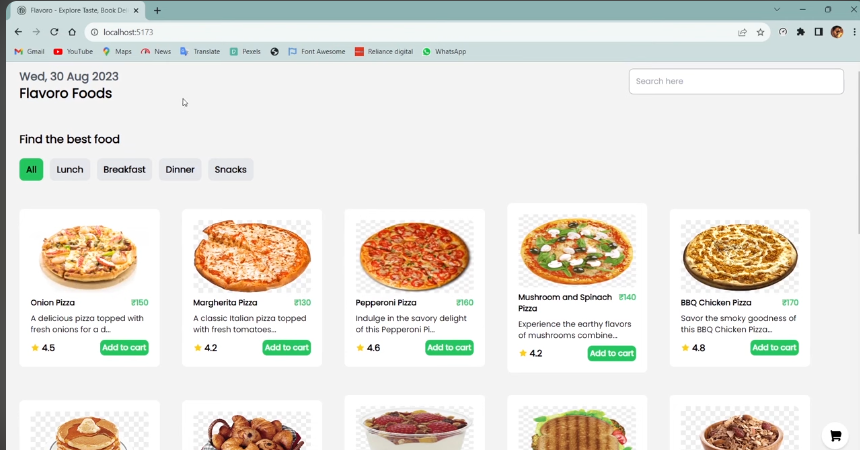 Flavoro - Explore Taste, Book Del
localhost:5173
Gmail
YouTube
Maps
News
Translate
Pexels
Font Awesome
Reliance digital
WhatsApp
Wed, 30 Aug 2023
Search here
Flavoro Foods
Find the best food
All
Lunch
Breakfast
Dinner
Snacks
Onion Pizza ₹150
A delicious pizza topped with
fresh onions for a d...
4.5 Add to cart
Margherita Pizza ₹130
A classic Italian pizza topped
with fresh tomatoes...
4.2 Add to cart
Pepperoni Pizza ₹160
Indulge in the savory delight
of this Pepperoni Pi...
4.6 Add to cart
Mushroom and Spinach ₹140
Pizza
Experience the earthy flavors
of mushrooms combine...
4.2 Add to cart
BBQ Chicken Pizza ₹170
Savor the smoky goodness of
this BBQ Chicken Pizza...
4.8 Add to cart